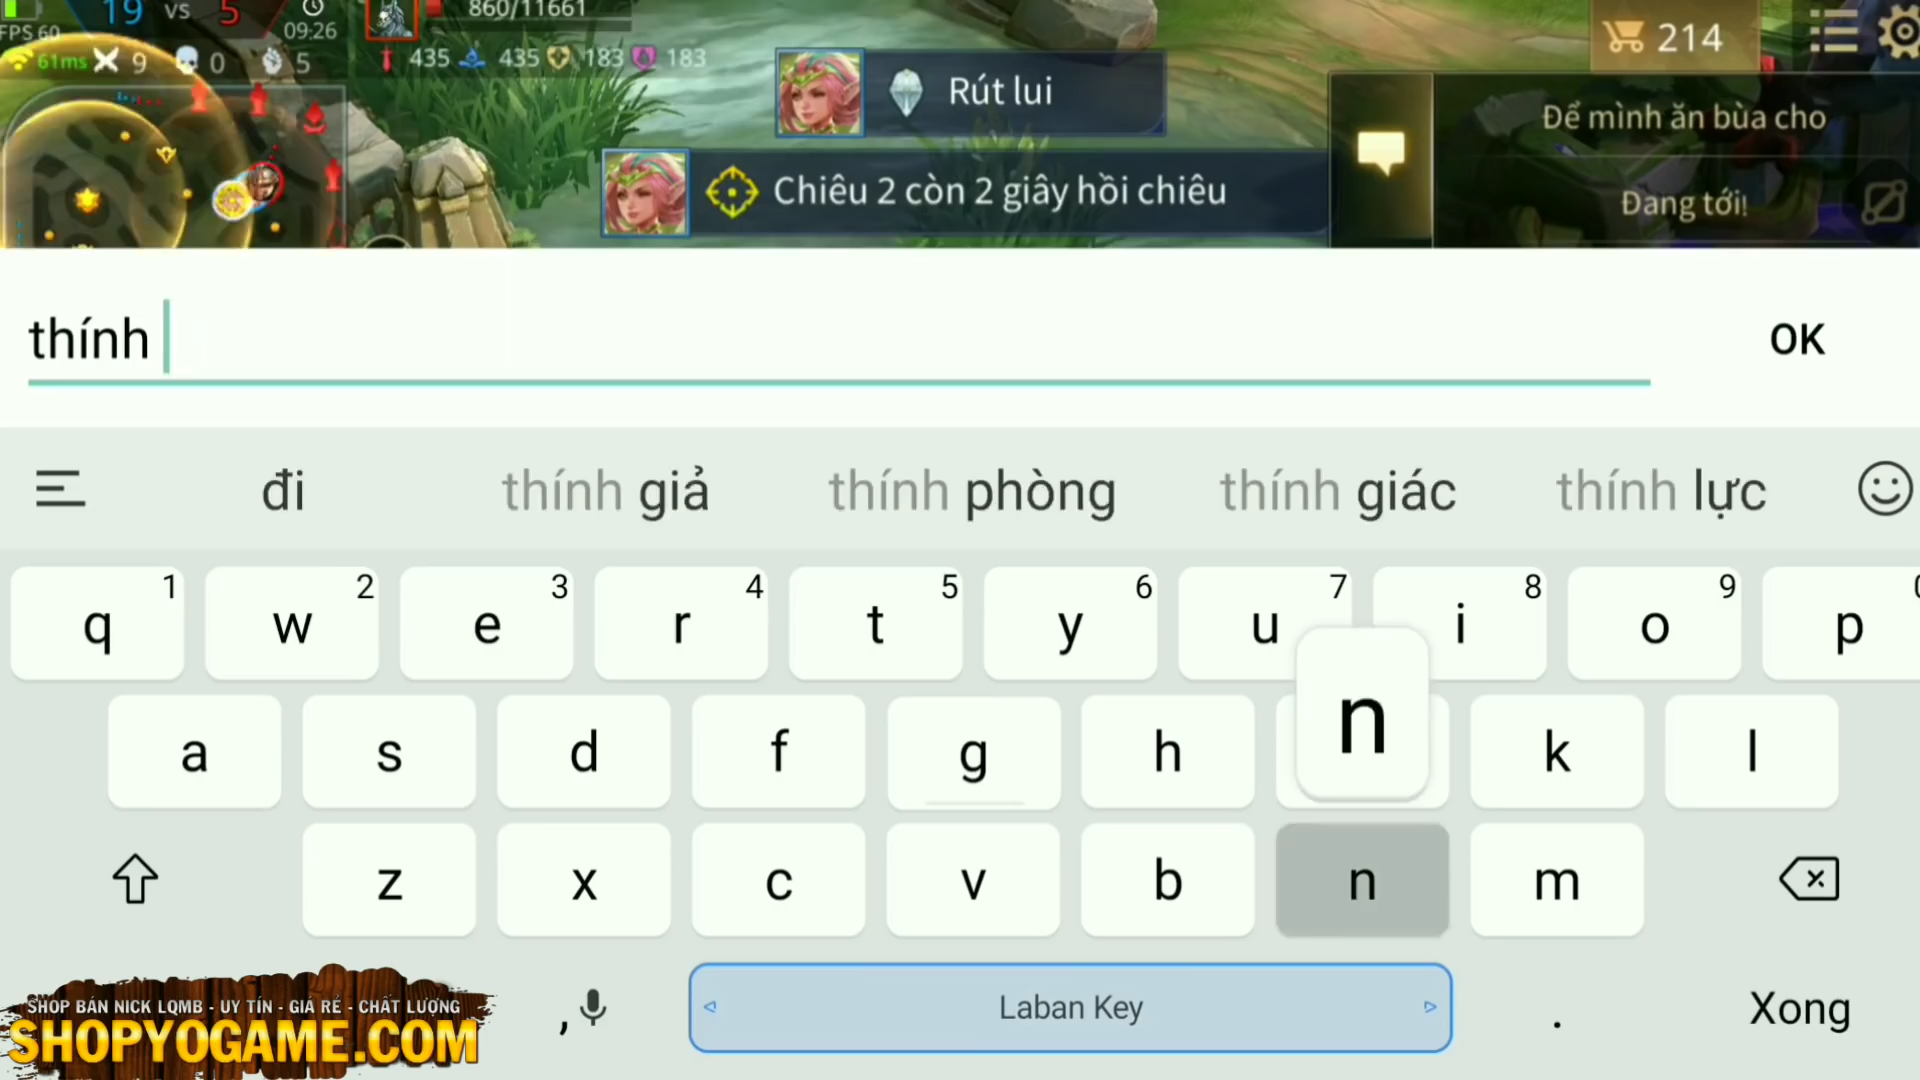 19 vs 5
860/11661
FPS 60
09:26
61ms 9 0 5
435 435 183 183
214
Rút lui
Chiêu 2 còn 2 giây hồi chiêu
Để mình ăn bùa cho
Đang tới!
thính
OK
đi thính giả thính phòng thính giác thính lực
1 2 3 4 5 6 7 8 9 0
q w e r t y u i o p
n
a s d f g h k l
z x c v b n m
, Laban Key . Xong
SHOP BÁN NICK LQMB - UY TÍN - GIÁ RẺ - CHẤT LƯỢNG
SHOPYOGAME.COM